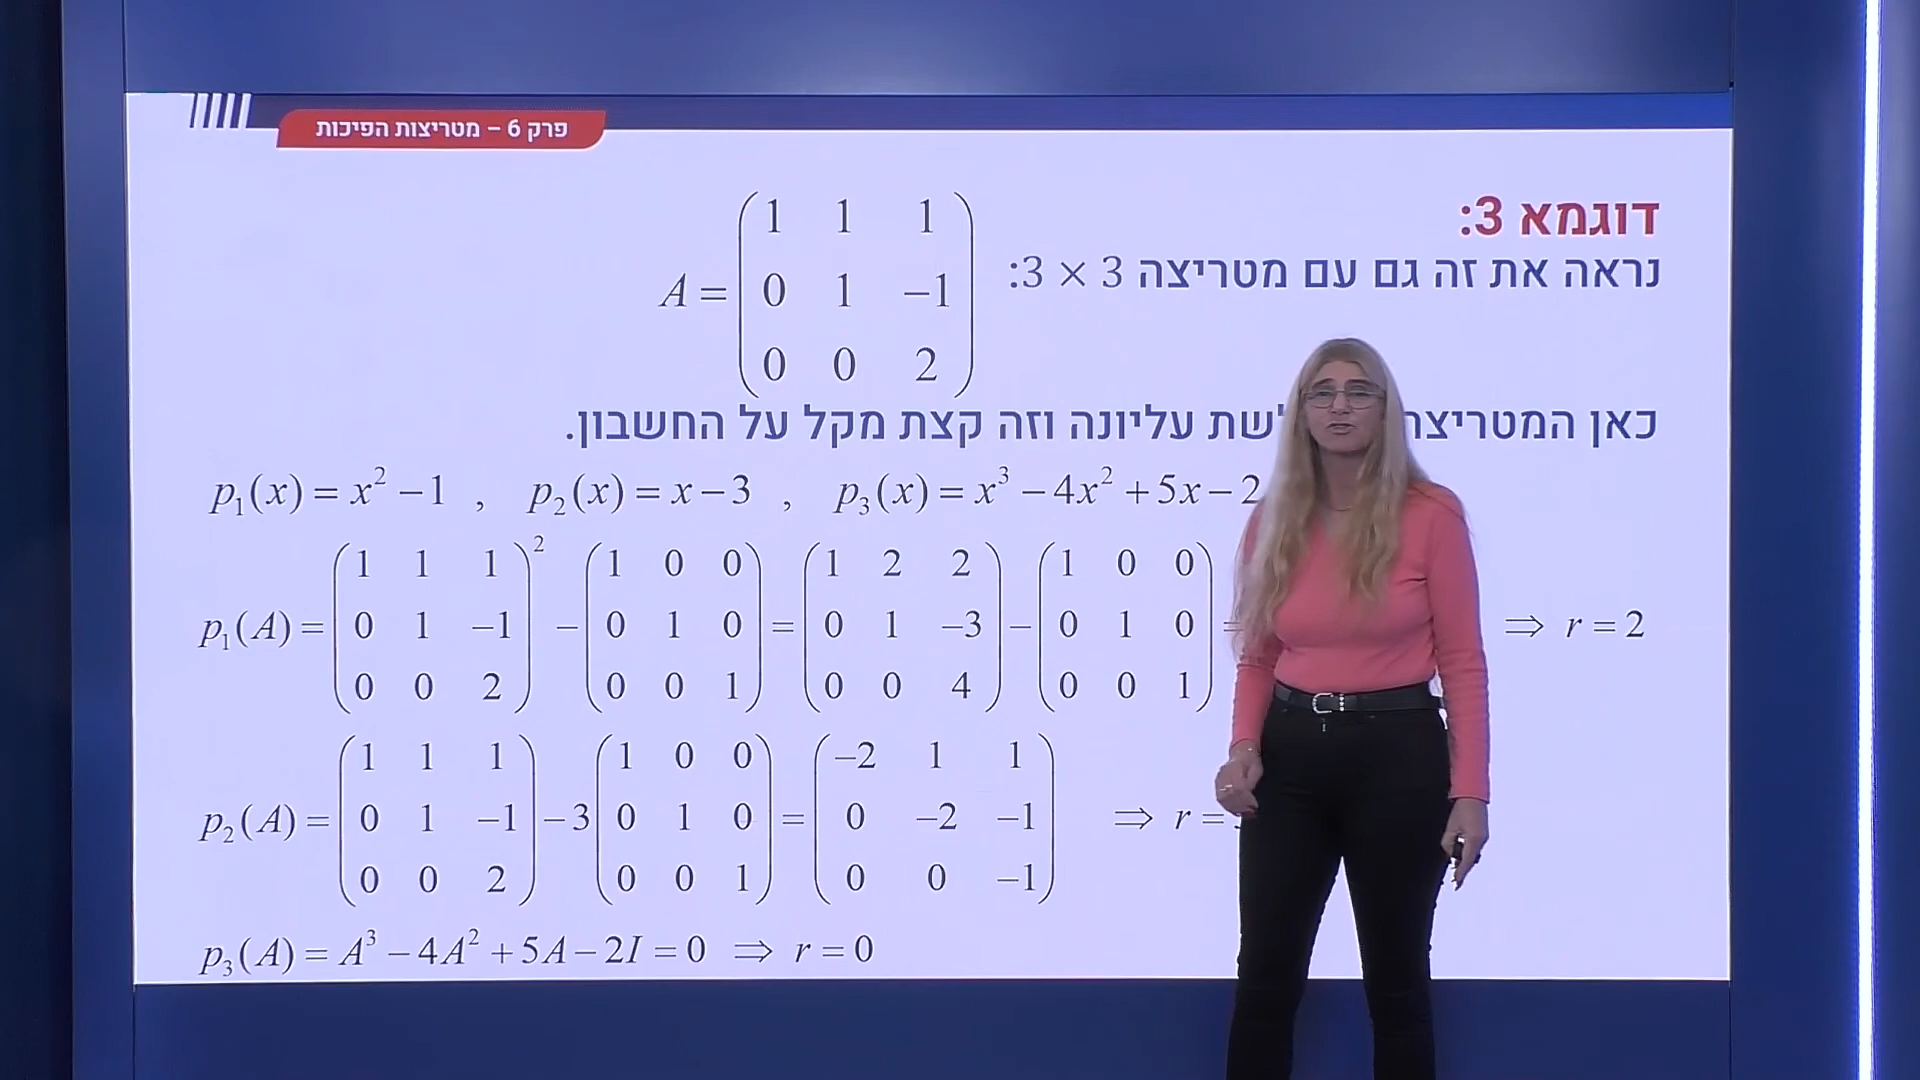 פרק 6 – מטריצות הפיכות
דוגמא 3:
נראה את זה גם עם מטריצה 3 × 3:
A = ( 1 1 1
0 1 −1
0 0 2 )
כאן עליונה וזה קצת מקל על החשבון.
p₁(x) = x² − 1 , p₂(x) = x − 3 , p₃(x) = x³ − 4x² + 5x − 2
p₁(A) = ( 1 1 1 )² − ( 1 0 0 ) = ( 1 2 2 ) − ( 1 0 0 )
( 0 1 −1 ) ( 0 1 0 ) ( 0 1 −3 ) ( 0 1 0 ) = ⇒ r = 2
( 0 0 2 ) ( 0 0 1 ) ( 0 0 4 ) ( 0 0 1 )
p₂(A) = ( 1 1 1 ) − 3 ( 1 0 0 ) = ( −2 1 1 )
( 0 1 −1 ) ( 0 1 0 ) ( 0 −2 −1 ) ⇒ r =
( 0 0 2 ) ( 0 0 1 ) ( 0 0 −1 )
p₃(A) = A³ − 4A² + 5A − 2I = 0 ⇒ r = 0